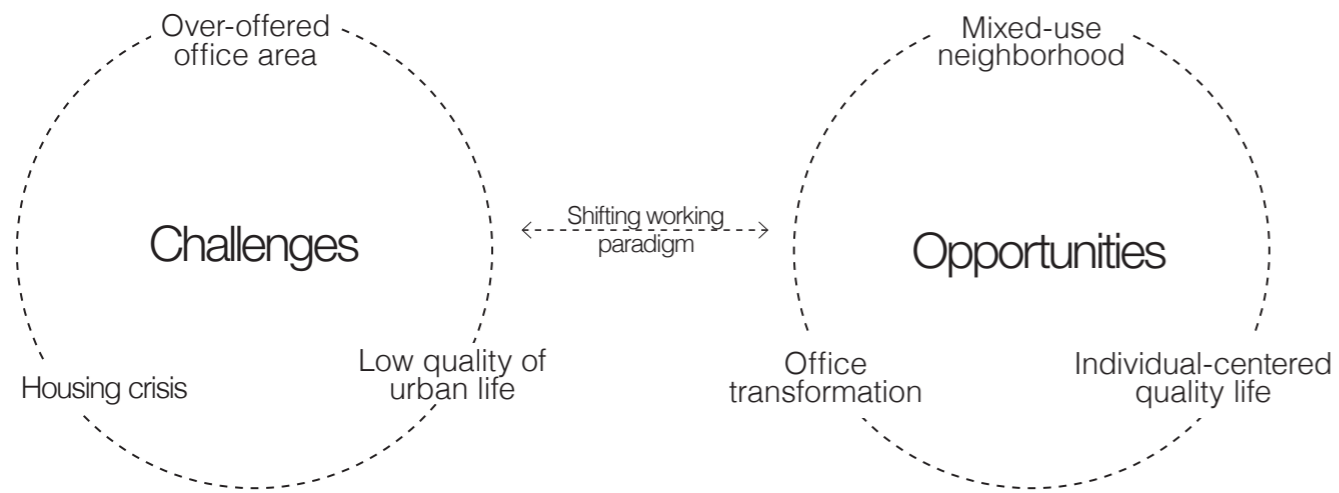 Over-offered
office area
Challenges
Housing crisis
Low quality of
urban life
Shifting working
paradigm
Mixed-use
neighborhood
Opportunities
Office
transformation
Individual-centered
quality life